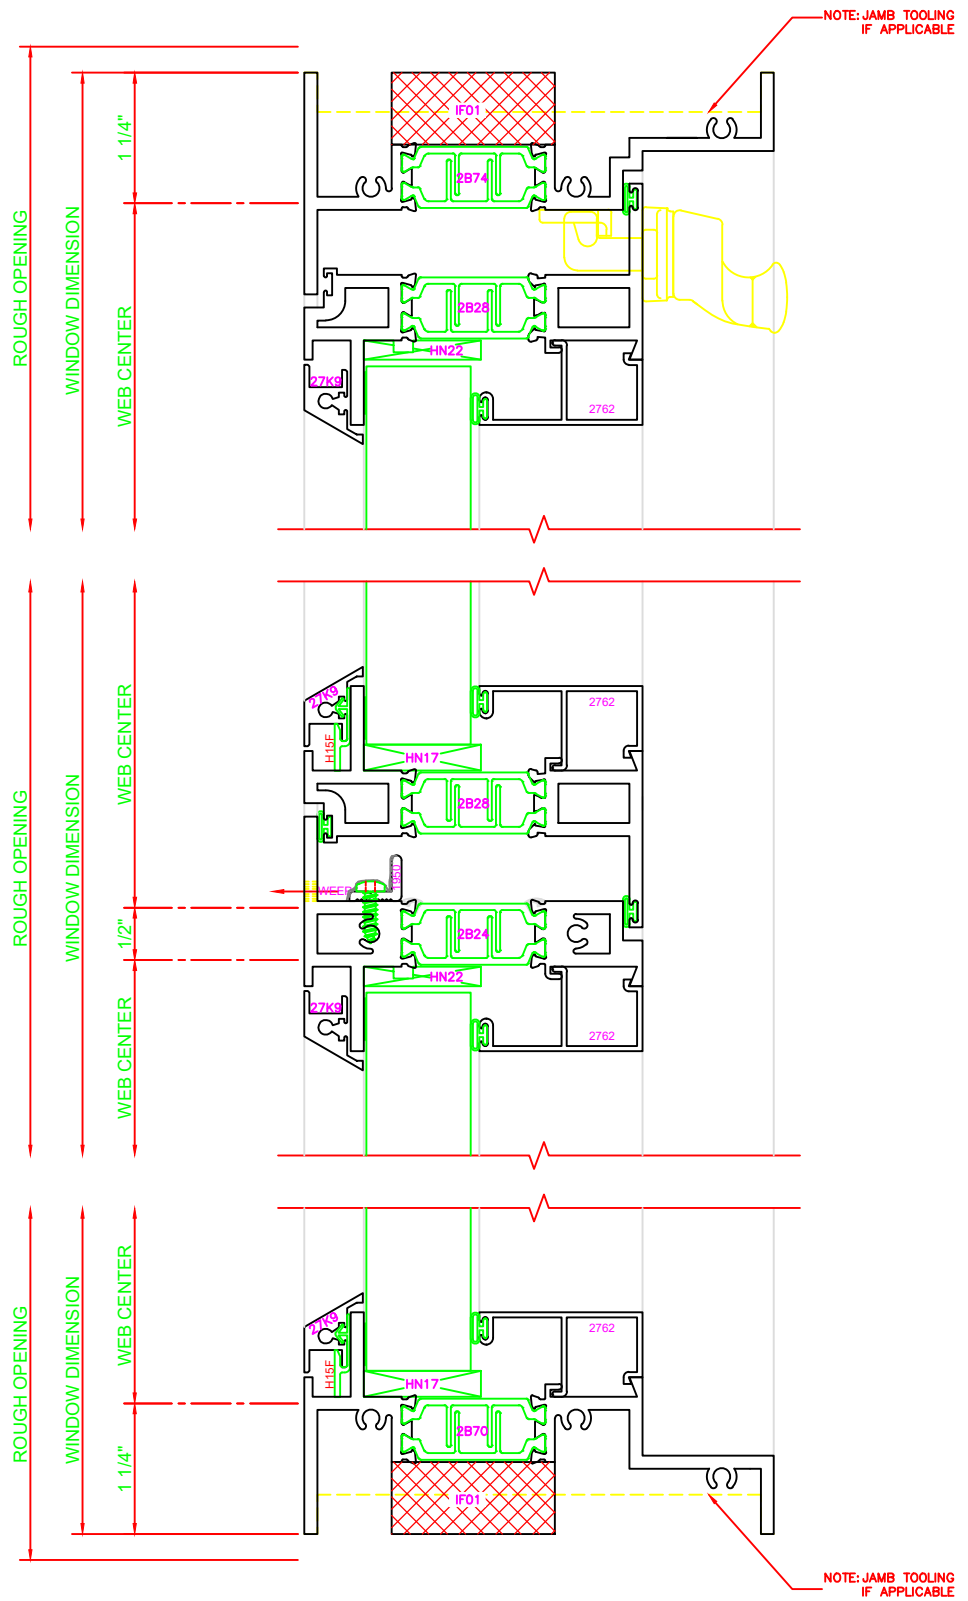 NOTE: JAMB TOOLING
IF APPLICABLE
IF01
1 1/4"
2B74
ROUGH OPENING
WINDOW DIMENSION
WEB CENTER
2B28
HN22
27K9
2762
27K9
2762
WEB CENTER
H15F
HN17
2B28
ROUGH OPENING
WINDOW DIMENSION
1950
WEEP
1/2"
2B24
HN22
27K9
2762
WEB CENTER
27K9
2762
WEB CENTER
H15F
HN17
ROUGH OPENING
WINDOW DIMENSION
2B70
1 1/4"
IF01
NOTE: JAMB TOOLING
IF APPLICABLE